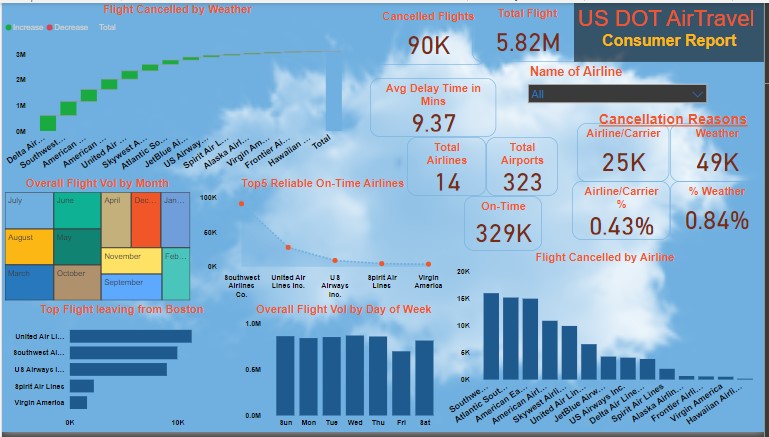 Flight Cancelled by Weather
Increase Decrease Total
3M
2M
1M
0M
Delta Air...
Southwest...
American ...
American ...
United Air ...
Skywest A...
Atlantic So...
JetBlue Ai...
US Airway...
Spirit Air L...
Alaska Airl...
Virgin Am...
Frontier Ai...
Hawaiian ...
Total
Cancelled Flights
90K
Total Flight
5.82M
US DOT AirTravel
Consumer Report
Name of Airline
All
Avg Delay Time in
Mins
9.37
Total
Airlines
14
Total
Airports
323
On-Time
329K
Cancellation Reasons
Airline/Carrier
25K
Weather
49K
Airline/Carrier
%
0.43%
% Weather
0.84%
Overall Flight Vol by Month
July
June
April
Dec...
Jan...
August
May
November
Feb...
March
October
September
Top5 Reliable On-Time Airlines
100K
50K
0K
Southwest
Airlines
Co.
United Air
Lines Inc.
US
Airways
Inc.
Spirit Air
Lines
Virgin
America
Top Flight leaving from Boston
United Air Li...
Southwest Ai...
US Airways I...
Spirit Air Lines
Virgin America
0K
10K
Overall Flight Vol by Day of Week
1.0M
0.5M
0.0M
Sun Mon Tue Wed Thu Fri Sat
Flight Cancelled by Airline
20K
15K
10K
5K
0K
Southwe...
Atlantic Sout...
American Ea...
American Airl...
Skywest Airli...
United Air Lin...
JetBlue Airw...
US Airways Inc.
Delta Air Line...
Spirit Air Lines
Alaska Airlin...
Frontier Airli...
Virgin America
Hawaiian Airli...